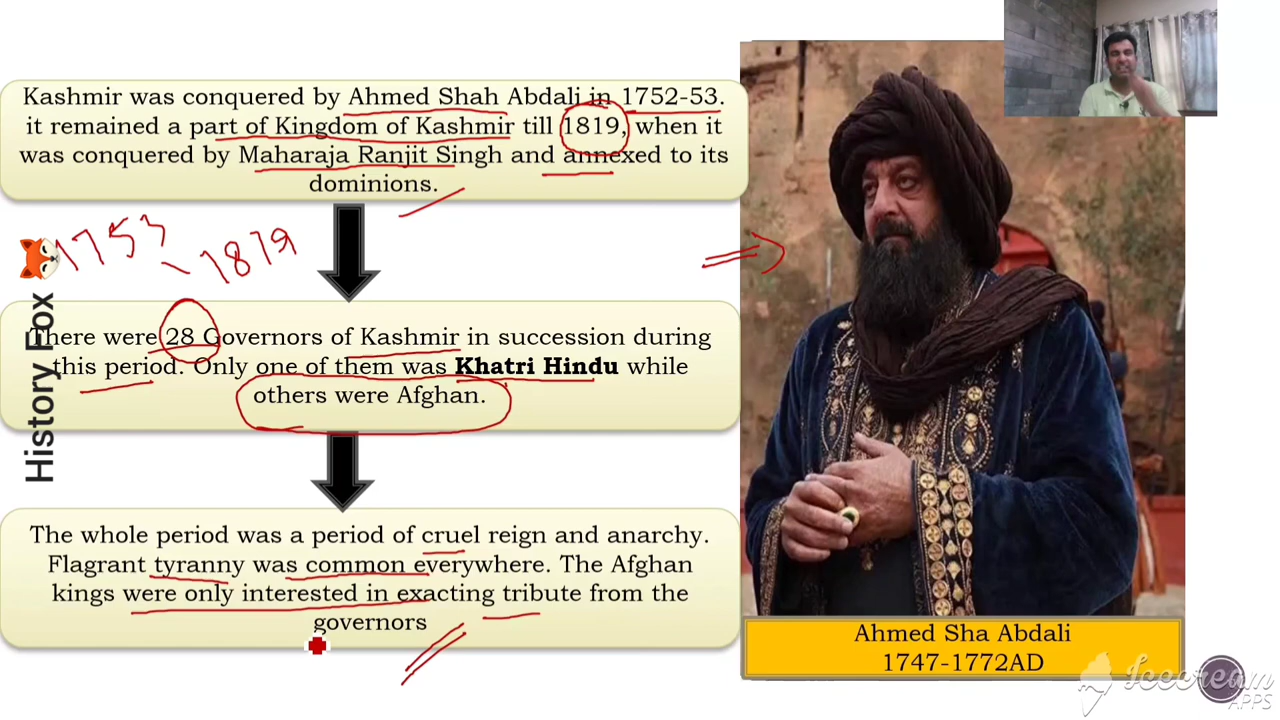 Kashmir was conquered by Ahmed Shah Abdali in 1752-53.
it remained a part of Kingdom of Kashmir till 1819, when it
was conquered by Maharaja Ranjit Singh and annexed to its
dominions.
1753
- 1819
There were 28 Governors of Kashmir in succession during
this period. Only one of them was Khatri Hindu while
others were Afghan.
The whole period was a period of cruel reign and anarchy.
Flagrant tyranny was common everywhere. The Afghan
kings were only interested in exacting tribute from the
governors
History Fox
Ahmed Sha Abdali
1747-1772AD
Icecream
APPS